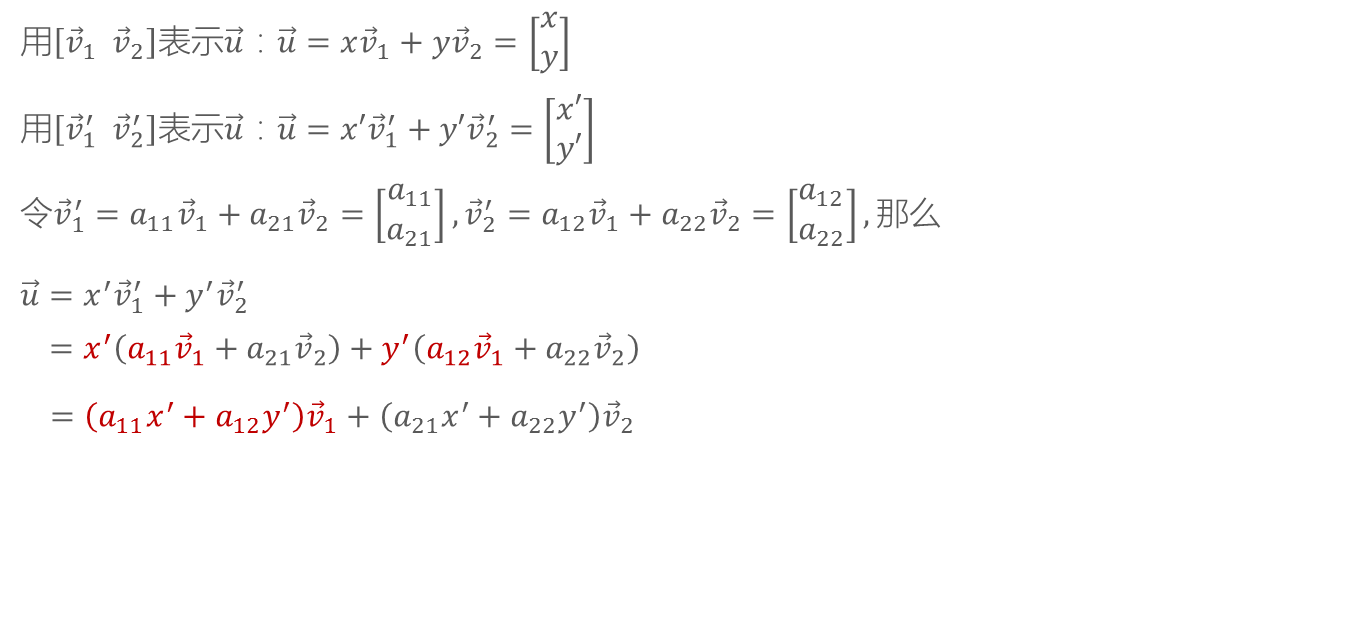 用[v⃗₁ v⃗₂]表示u⃗：u⃗ = xv⃗₁ + yv⃗₂ = [x y]
用[v⃗₁′ v⃗₂′]表示u⃗：u⃗ = x′v⃗₁′ + y′v⃗₂′ = [x′ y′]
令v⃗₁′ = a₁₁v⃗₁ + a₂₁v⃗₂ = [a₁₁ a₂₁], v⃗₂′ = a₁₂v⃗₁ + a₂₂v⃗₂ = [a₁₂ a₂₂], 那么
u⃗ = x′v⃗₁′ + y′v⃗₂′
= x′(a₁₁v⃗₁ + a₂₁v⃗₂) + y′(a₁₂v⃗₁ + a₂₂v⃗₂)
= (a₁₁x′ + a₁₂y′)v⃗₁ + (a₂₁x′ + a₂₂y′)v⃗₂